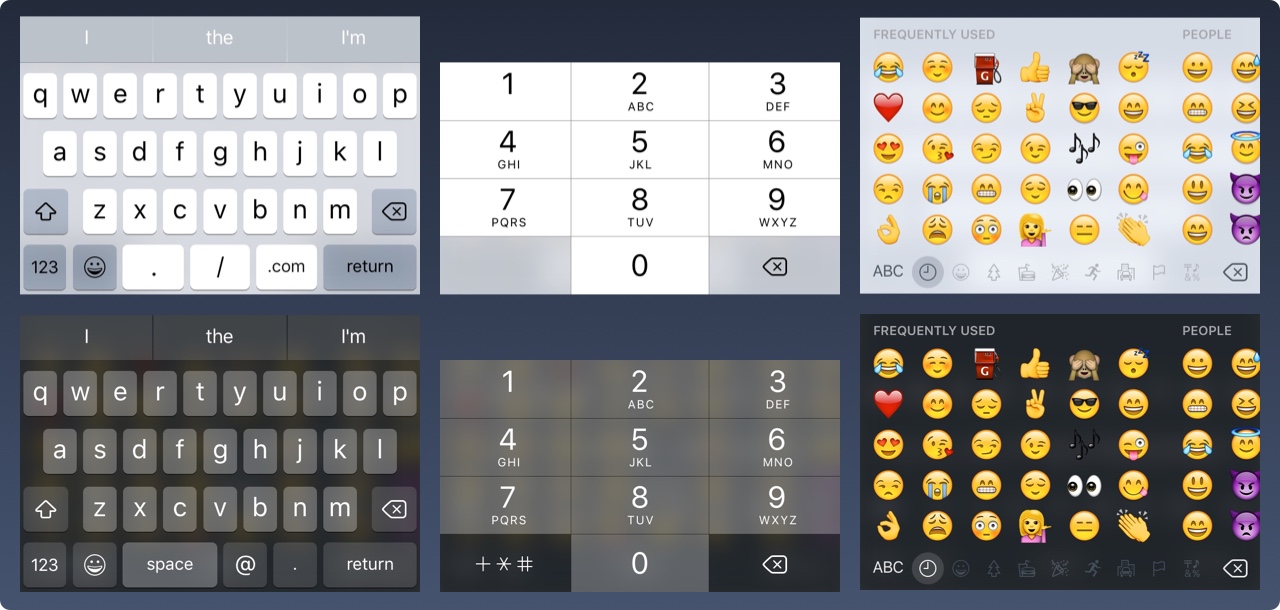 I the I'm
q w e r t y u i o p
a s d f g h j k l
z x c v b n m
123 . / .com return
1 2 3
ABC DEF
4 5 6
GHI JKL MNO
7 8 9
PQRS TUV WXYZ
0
FREQUENTLY USED PEOPLE
zzz
G
ABC
I the I'm
q w e r t y u i o p
a s d f g h j k l
z x c v b n m
123 space @ . return
1 2 3
ABC DEF
4 5 6
GHI JKL MNO
7 8 9
PQRS TUV WXYZ
+ * # 0
FREQUENTLY USED PEOPLE
zzz
G
ABC